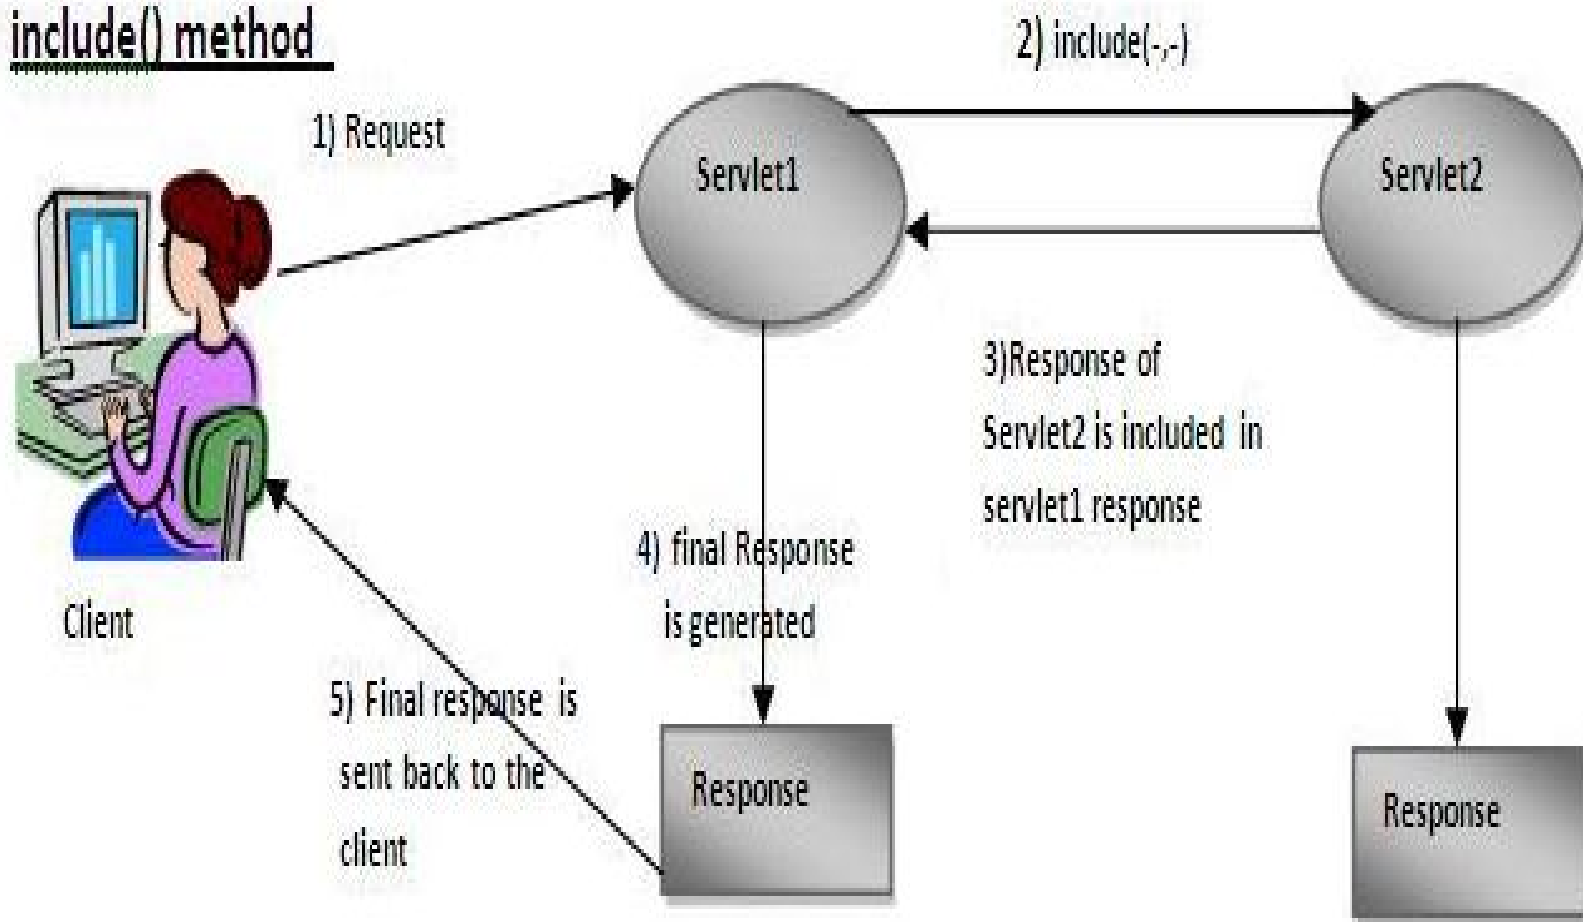 include() method
2) include(-,-)
1) Request
Servlet1
Servlet2
3)Response of
Servlet2 is included in
servlet1 response
4) final Response
is generated
Client
5) Final response is
sent back to the
client
Response
Response